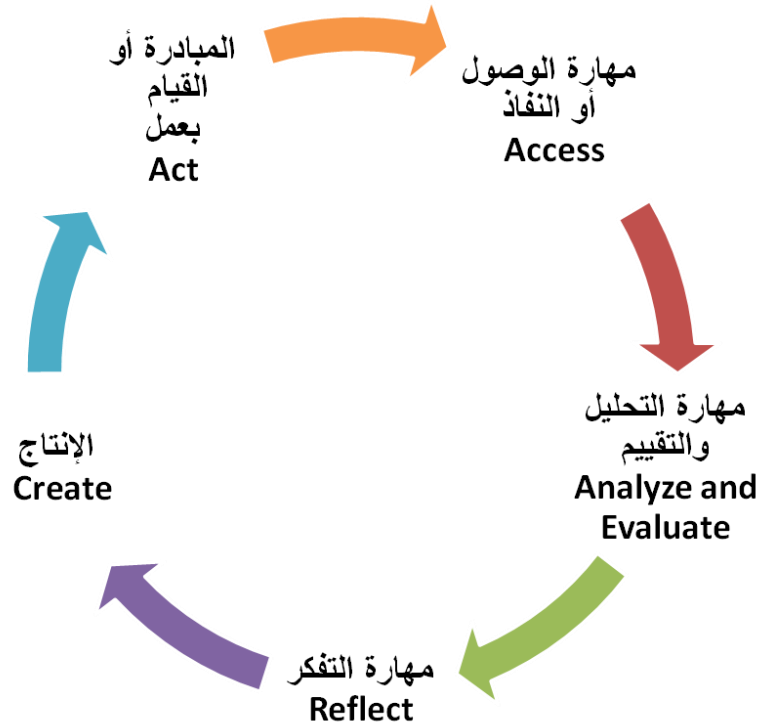 المبادرة أو
القيام
بعمل
Act
مهارة الوصول
أو النفاذ
Access
مهارة التحليل
والتقييم
Analyze and
Evaluate
مهارة التفكر
Reflect
الإنتاج
Create